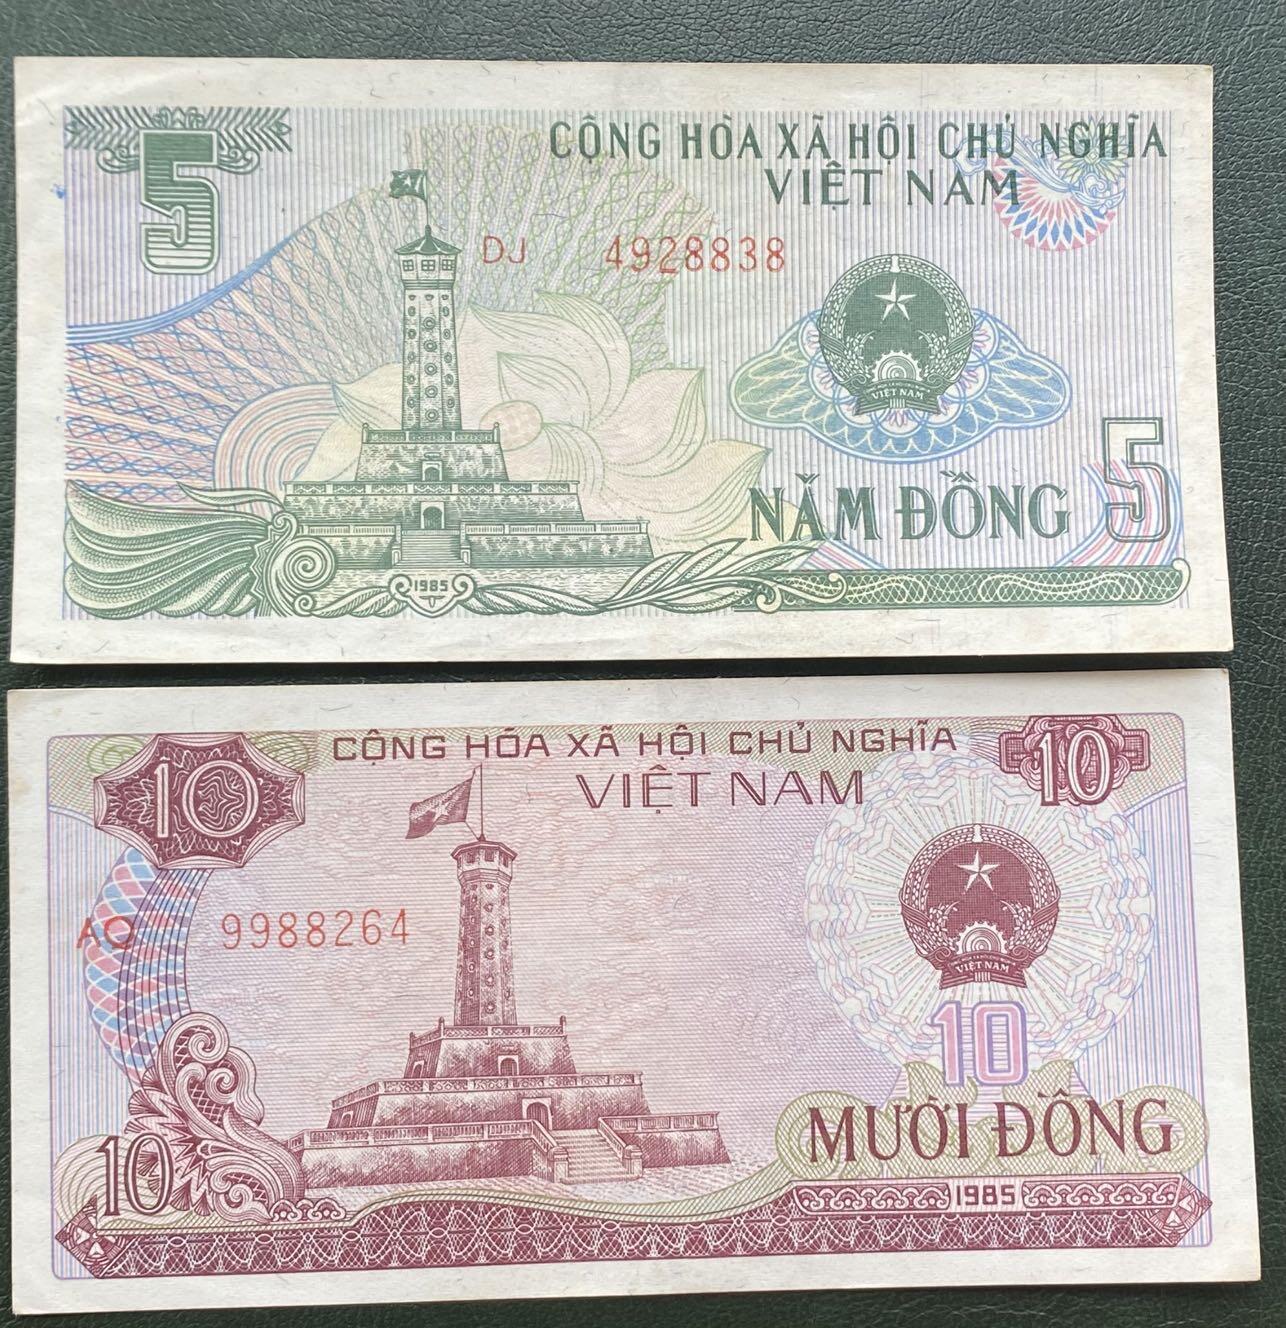 5
CỘNG HÒA XÃ HỘI CHỦ NGHĨA
VIỆT NAM
DJ 4928838
VIỆT NAM
5
NĂM ĐỒNG
1985
10
CỘNG HÒA XÃ HỘI CHỦ NGHĨA
10
VIỆT NAM
AQ 9988264
VIỆT NAM
10
MƯỜI ĐỒNG
10
1985